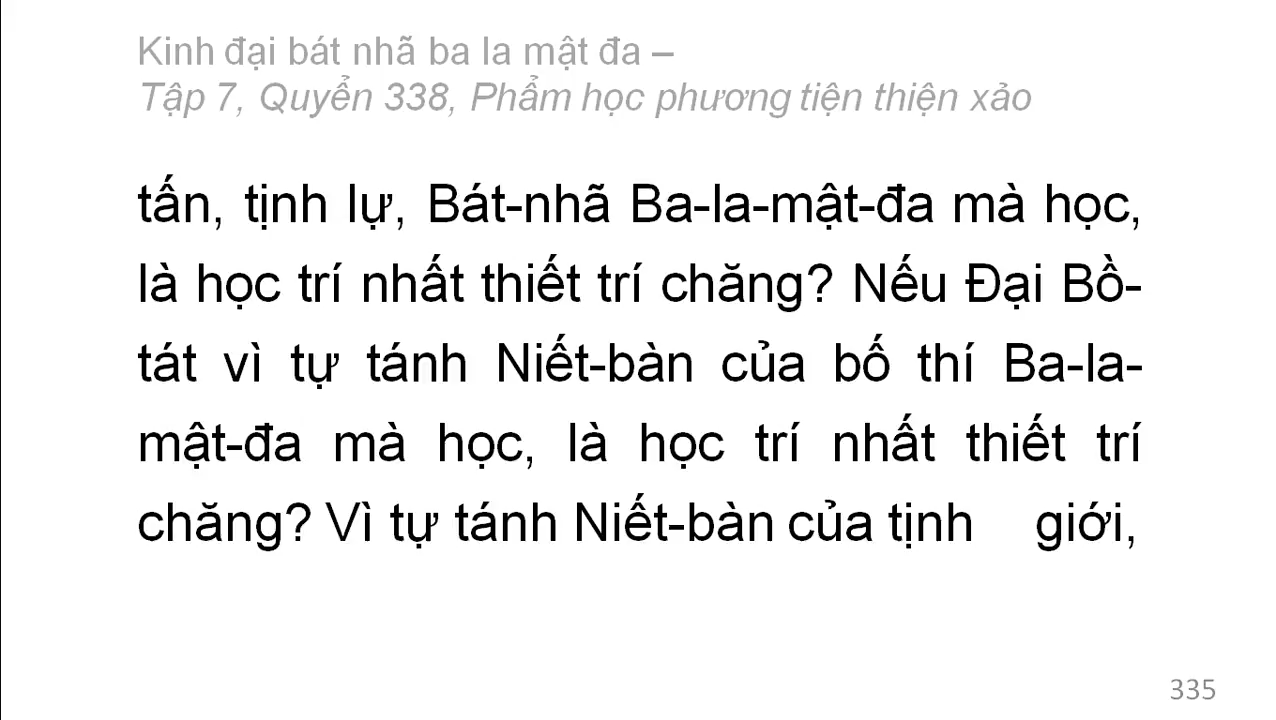 Kinh đại bát nhã ba la mật đa –
Tập 7, Quyển 338, Phẩm học phương tiện thiện xảo
tấn, tịnh lự, Bát-nhã Ba-la-mật-đa mà học,
là học trí nhất thiết trí chăng? Nếu Đại Bồ-
tát vì tự tánh Niết-bàn của bố thí Ba-la-
mật-đa mà học, là học trí nhất thiết trí
chăng? Vì tự tánh Niết-bàn của tịnh giới,
335